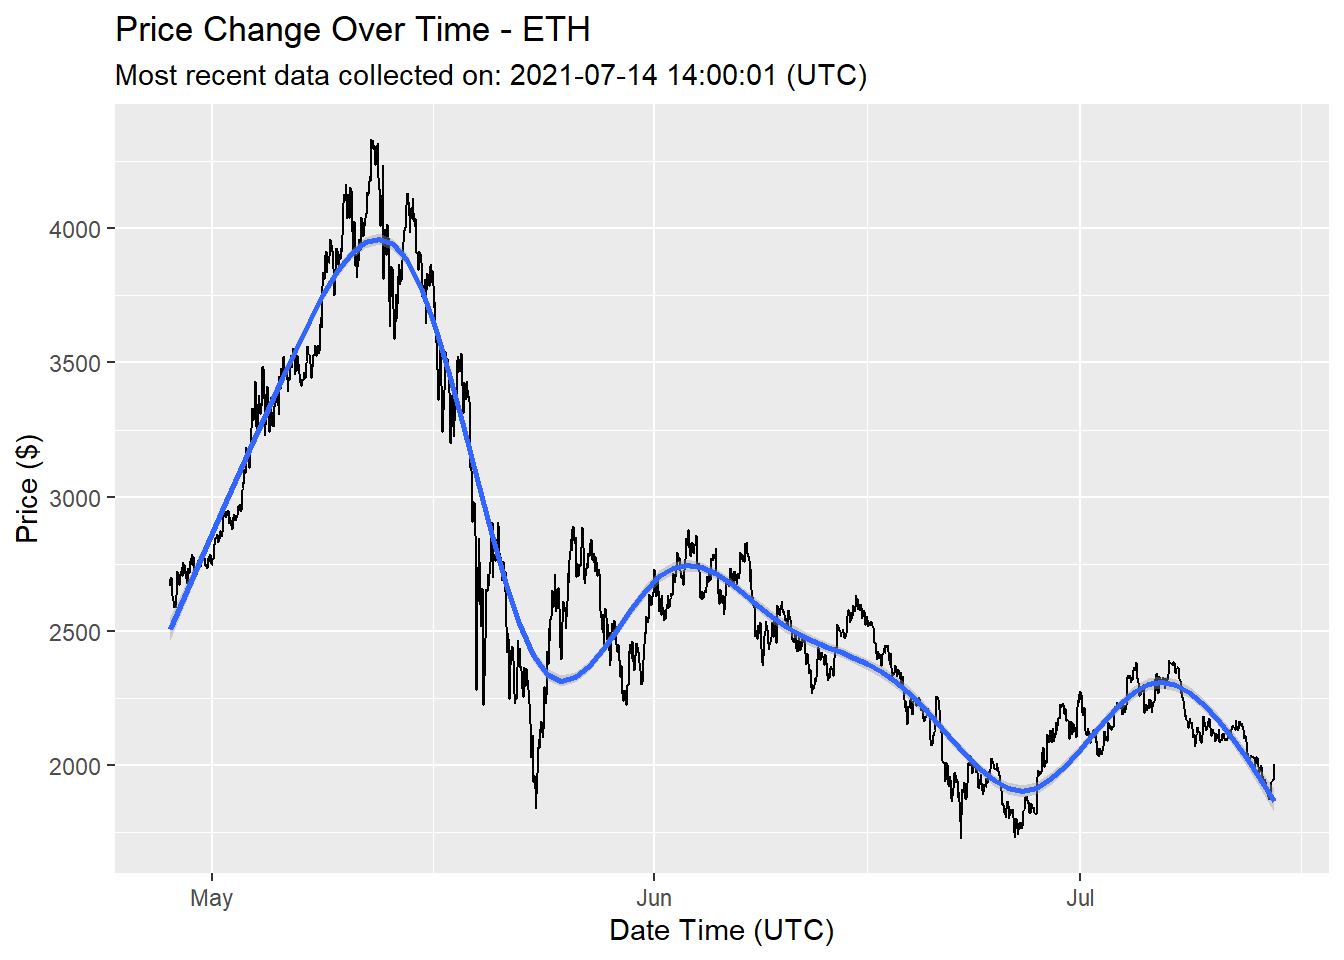 Price Change Over Time - ETH
Most recent data collected on: 2021-07-14 14:00:01 (UTC)
4000
3500
3000
2500
2000
Price ($)
May
Jun
Jul
Date Time (UTC)